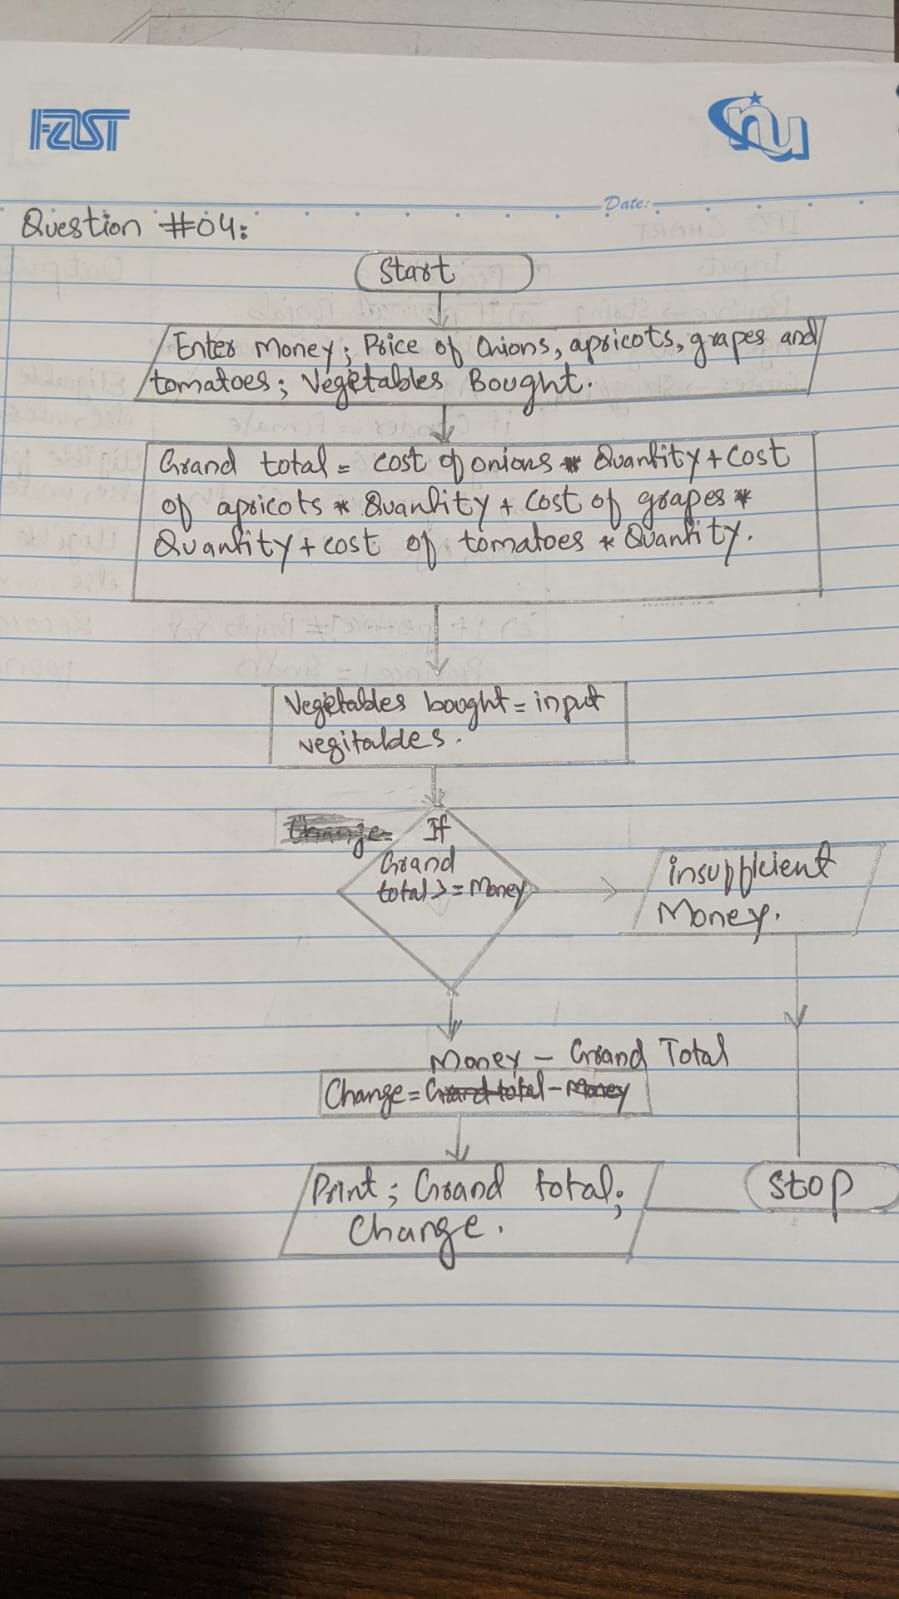 FAST
nu
Date:
Question #04:
Start
Enter Money; Price of Onions, apricots, grapes and
tomatoes; Vegetables Bought.
Grand total = cost of onions * Quantity + cost
of apricots * Quantity + cost of grapes *
Quantity + cost of tomatoes * Quantity.
Vegetables bought = input
vegitables.
Change =
If
Grand
total >= Money
insufficient
Money.
Money - Grand Total
Change = Grand total - Money
Print; Grand total;
Change.
Stop